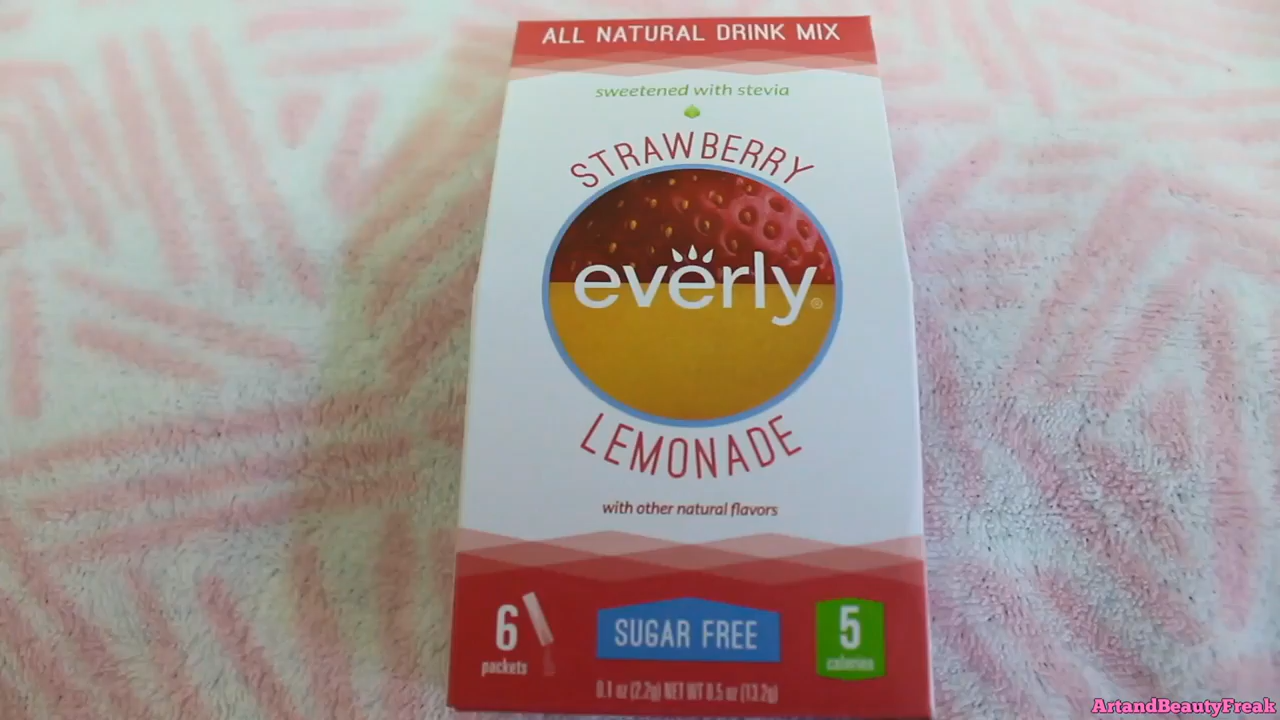 ALL NATURAL DRINK MIX
sweetened with stevia
STRAWBERRY
everly®
LEMONADE
with other natural flavors
6
packets
SUGAR FREE
5
calories
0.1 oz (2.2g) NET WT 0.5 oz (13.2g)
ArtandBeautyFreak